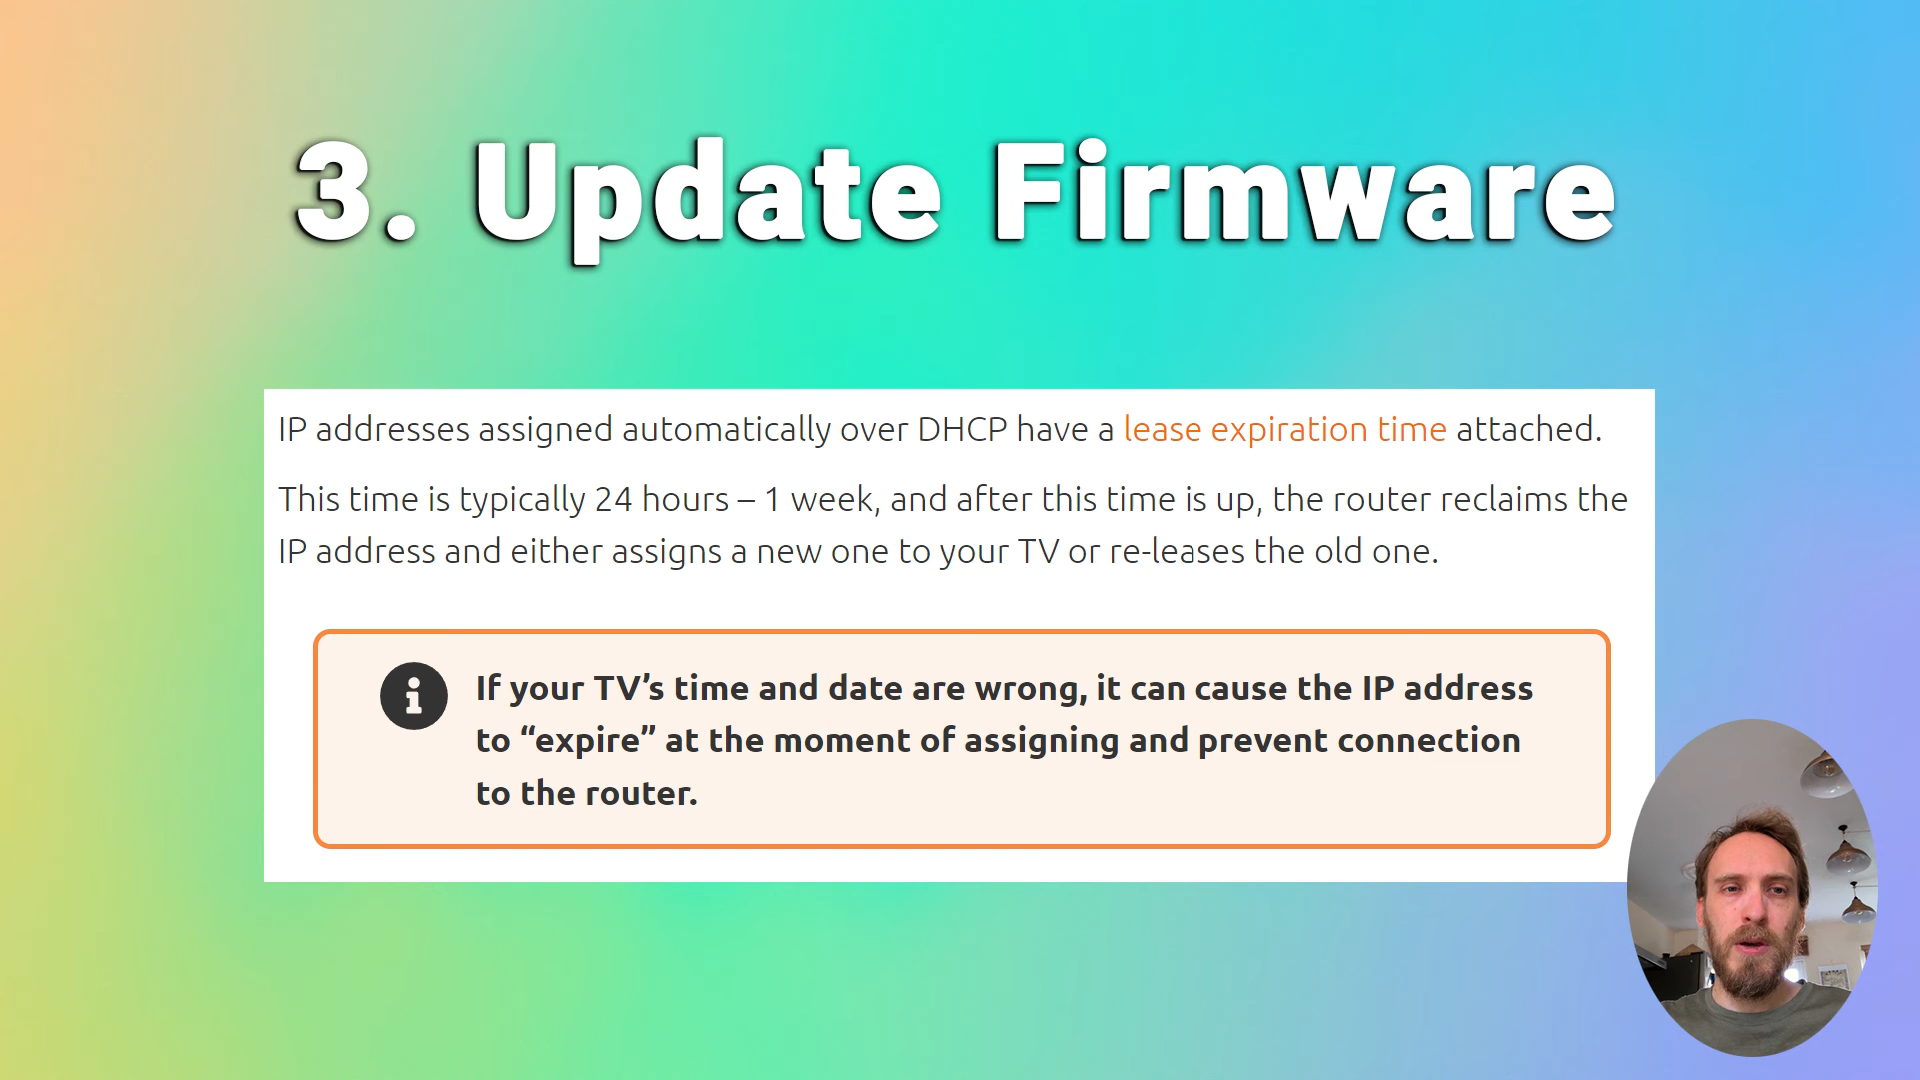 3. Update Firmware
IP addresses assigned automatically over DHCP have a lease expiration time attached.
This time is typically 24 hours – 1 week, and after this time is up, the router reclaims the
IP address and either assigns a new one to your TV or re-leases the old one.
If your TV’s time and date are wrong, it can cause the IP address
to “expire” at the moment of assigning and prevent connection
to the router.